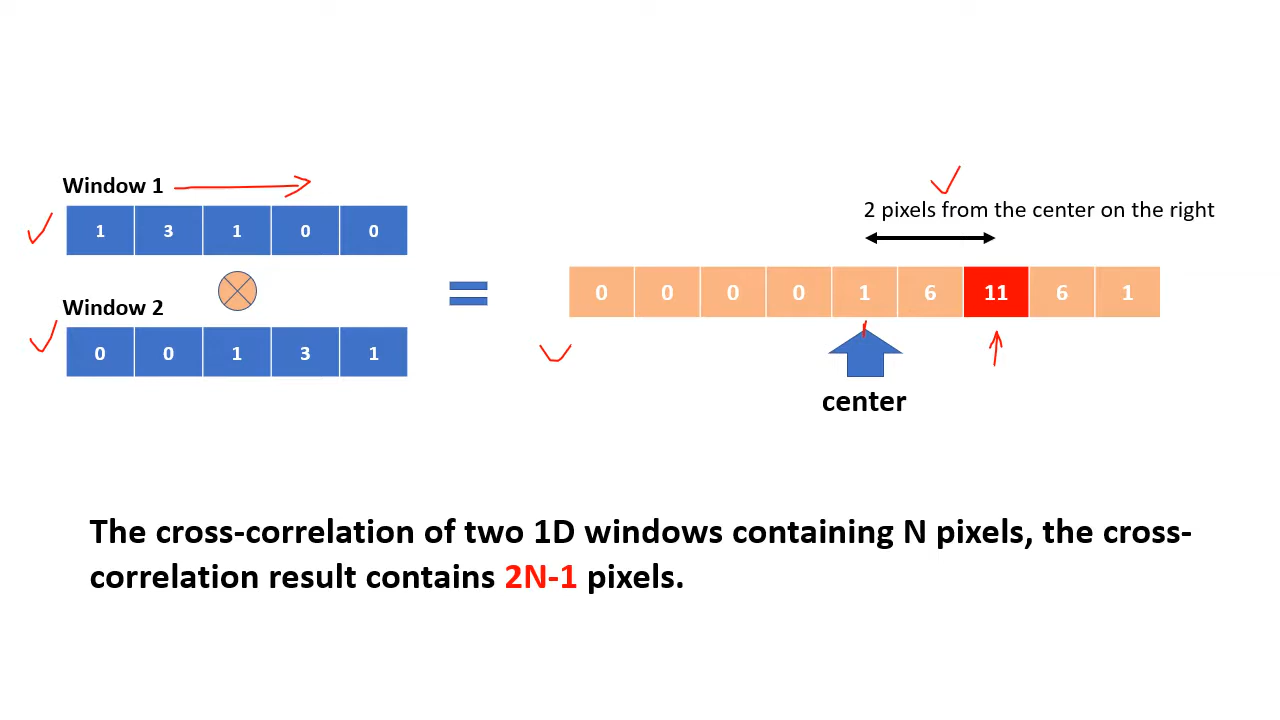 Window 1
1 3 1 0 0
2 pixels from the center on the right
Window 2
0 0 1 3 1
=
0 0 0 0 1 6 11 6 1
center
The cross-correlation of two 1D windows containing N pixels, the cross-
correlation result contains 2N-1 pixels.